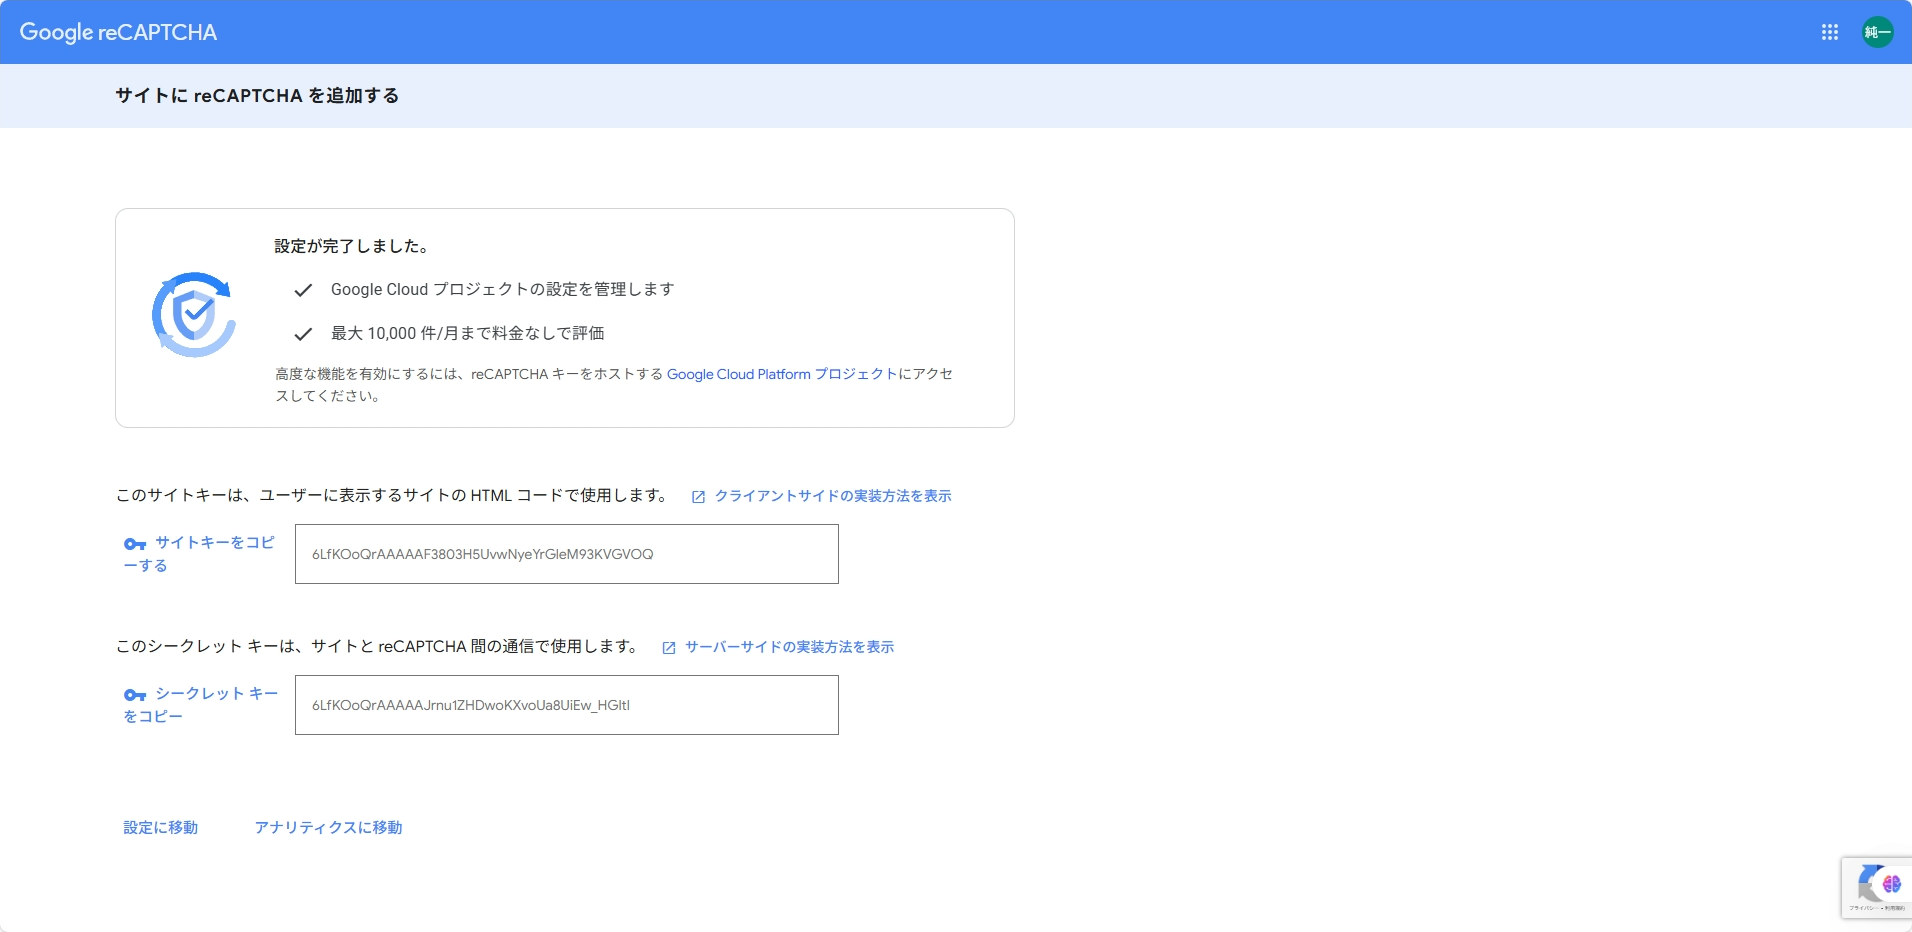 Google reCAPTCHA
純一
サイトに reCAPTCHA を追加する
設定が完了しました。
Google Cloud プロジェクトの設定を管理します
最大 10,000 件/月まで料金なしで評価
高度な機能を有効にするには、reCAPTCHA キーをホストする Google Cloud Platform プロジェクトにアクセ
スしてください。
このサイトキーは、ユーザーに表示するサイトの HTML コードで使用します。 クライアントサイドの実装方法を表示
サイトキーをコピ
ーする
6LfKOoQrAAAAAF3803H5UvwNyeYrGleM93KVGVOQ
このシークレット キーは、サイトと reCAPTCHA 間の通信で使用します。 サーバーサイドの実装方法を表示
シークレット キー
をコピー
6LfKOoQrAAAAAJrnu1ZHDwoKXvoUa8UiEw_HGltI
設定に移動 アナリティクスに移動
プライバシー • 利用規約